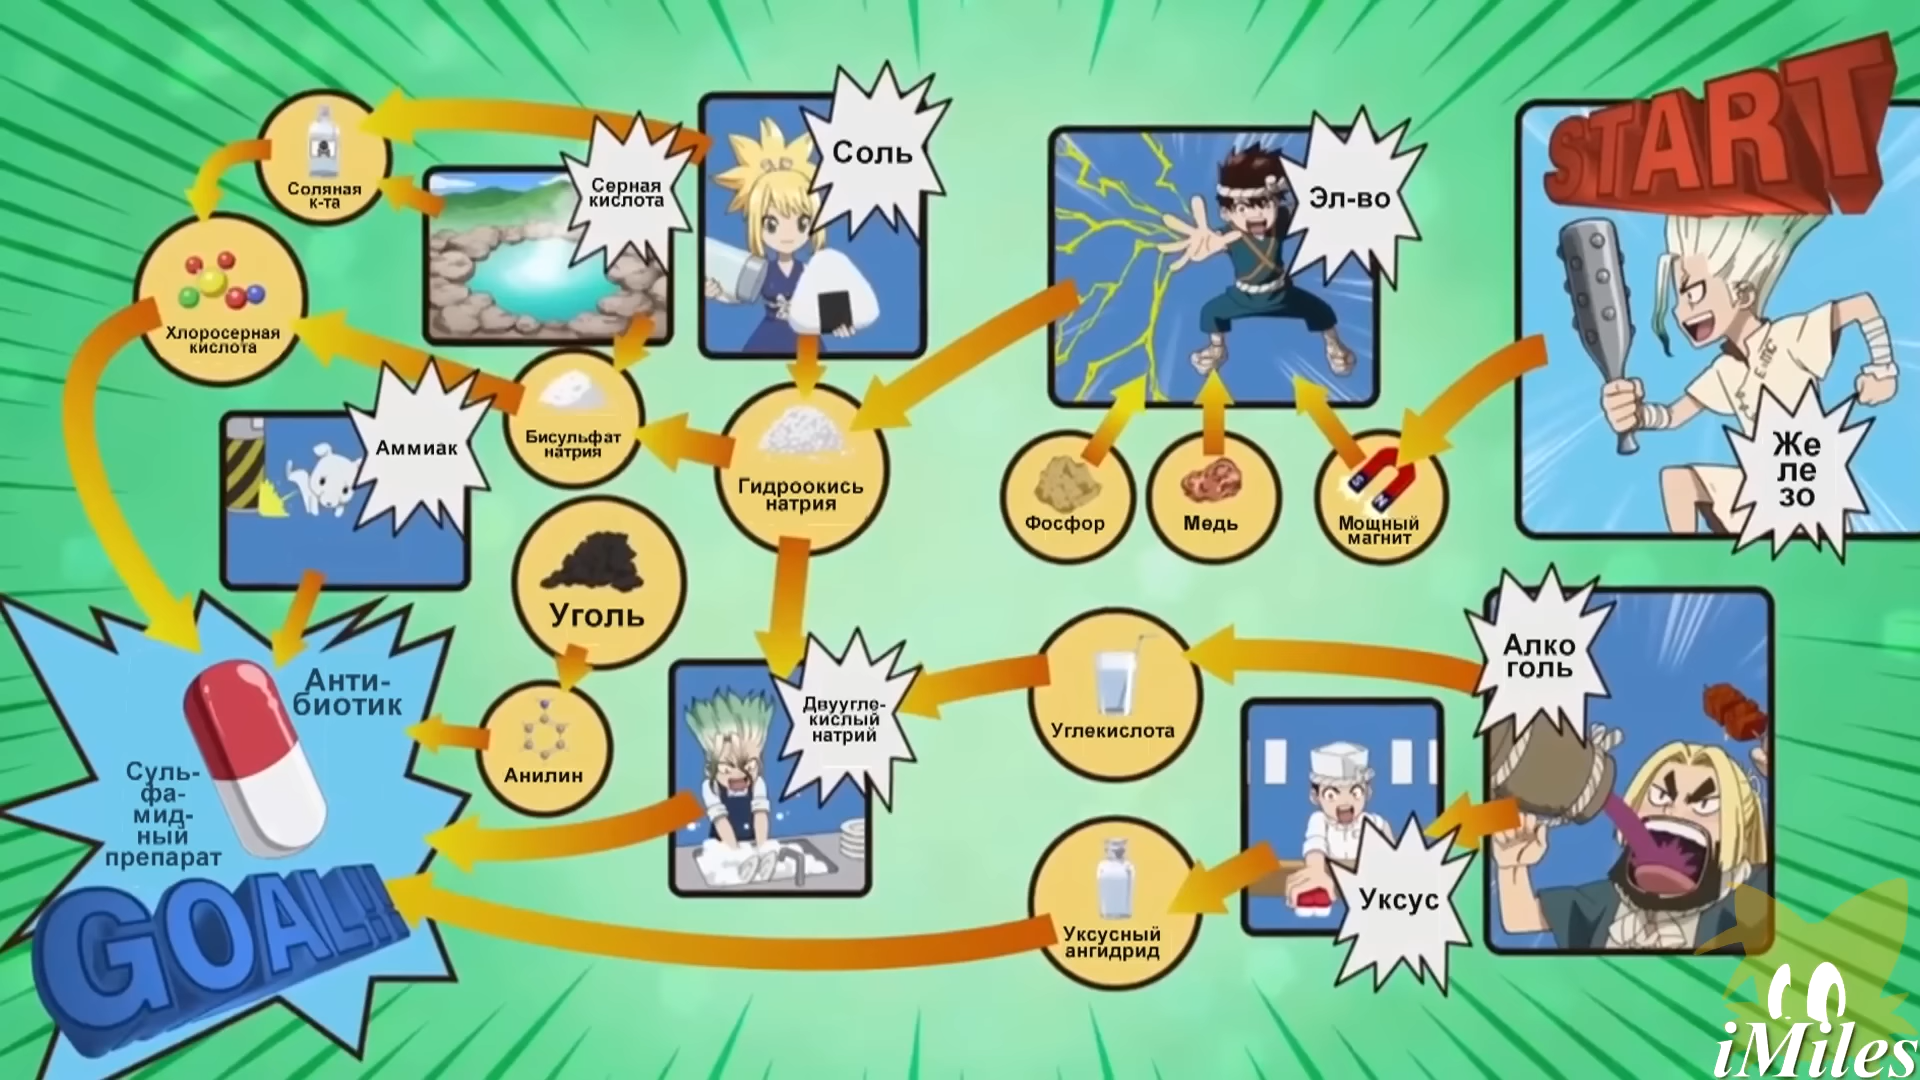 START
Соль
Эл-во
Серная
кислота
Соляная
к-та
Хлоросерная
кислота
Аммиак
Бисульфат
натрия
Гидроокись
натрия
Фосфор
Медь
Мощный
магнит
S
N
Же
ле
зо
Уголь
Алко
голь
Анти-
биотик
Двуугле-
кислый
натрий
Углекислота
Анилин
Суль-
фа-
мид-
ный
препарат
Уксус
Уксусный
ангидрид
GOAL!!
iMiles